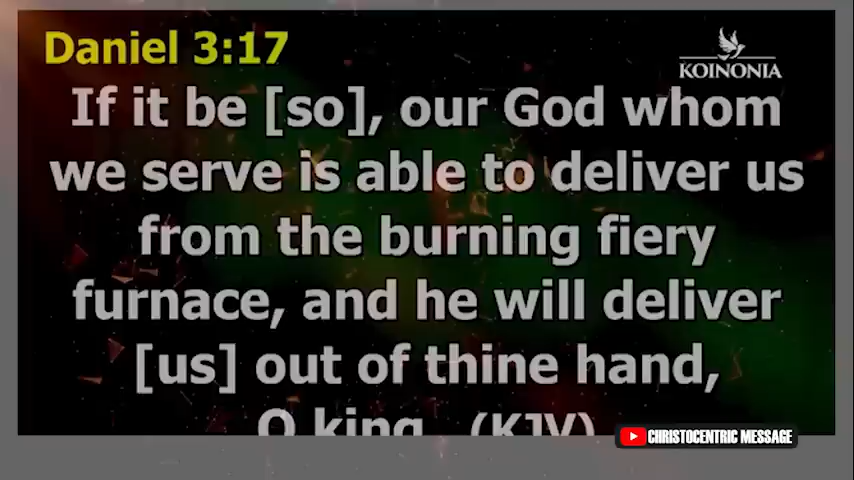 Daniel 3:17
KOINONIA
If it be [so], our God whom
we serve is able to deliver us
from the burning fiery
furnace, and he will deliver
[us] out of thine hand,
O king. (KJV)
CHRISTOCENTRIC MESSAGE